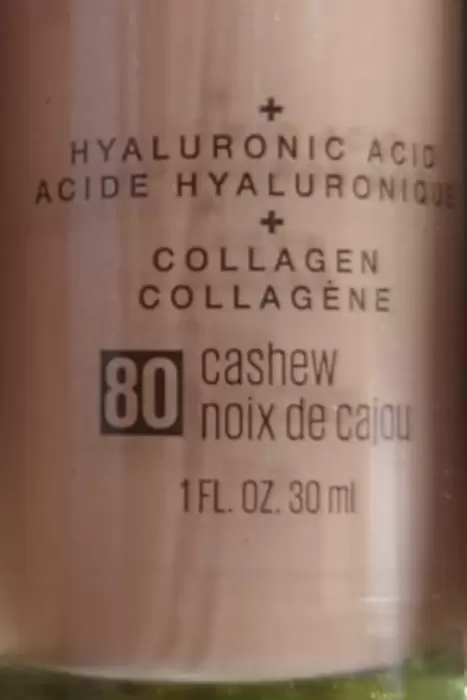 +
HYALURONIC ACID
ACIDE HYALURONIQUE
+
COLLAGEN
COLLAGÈNE
80 cashew
noix de cajou
1 FL. OZ. 30 ml